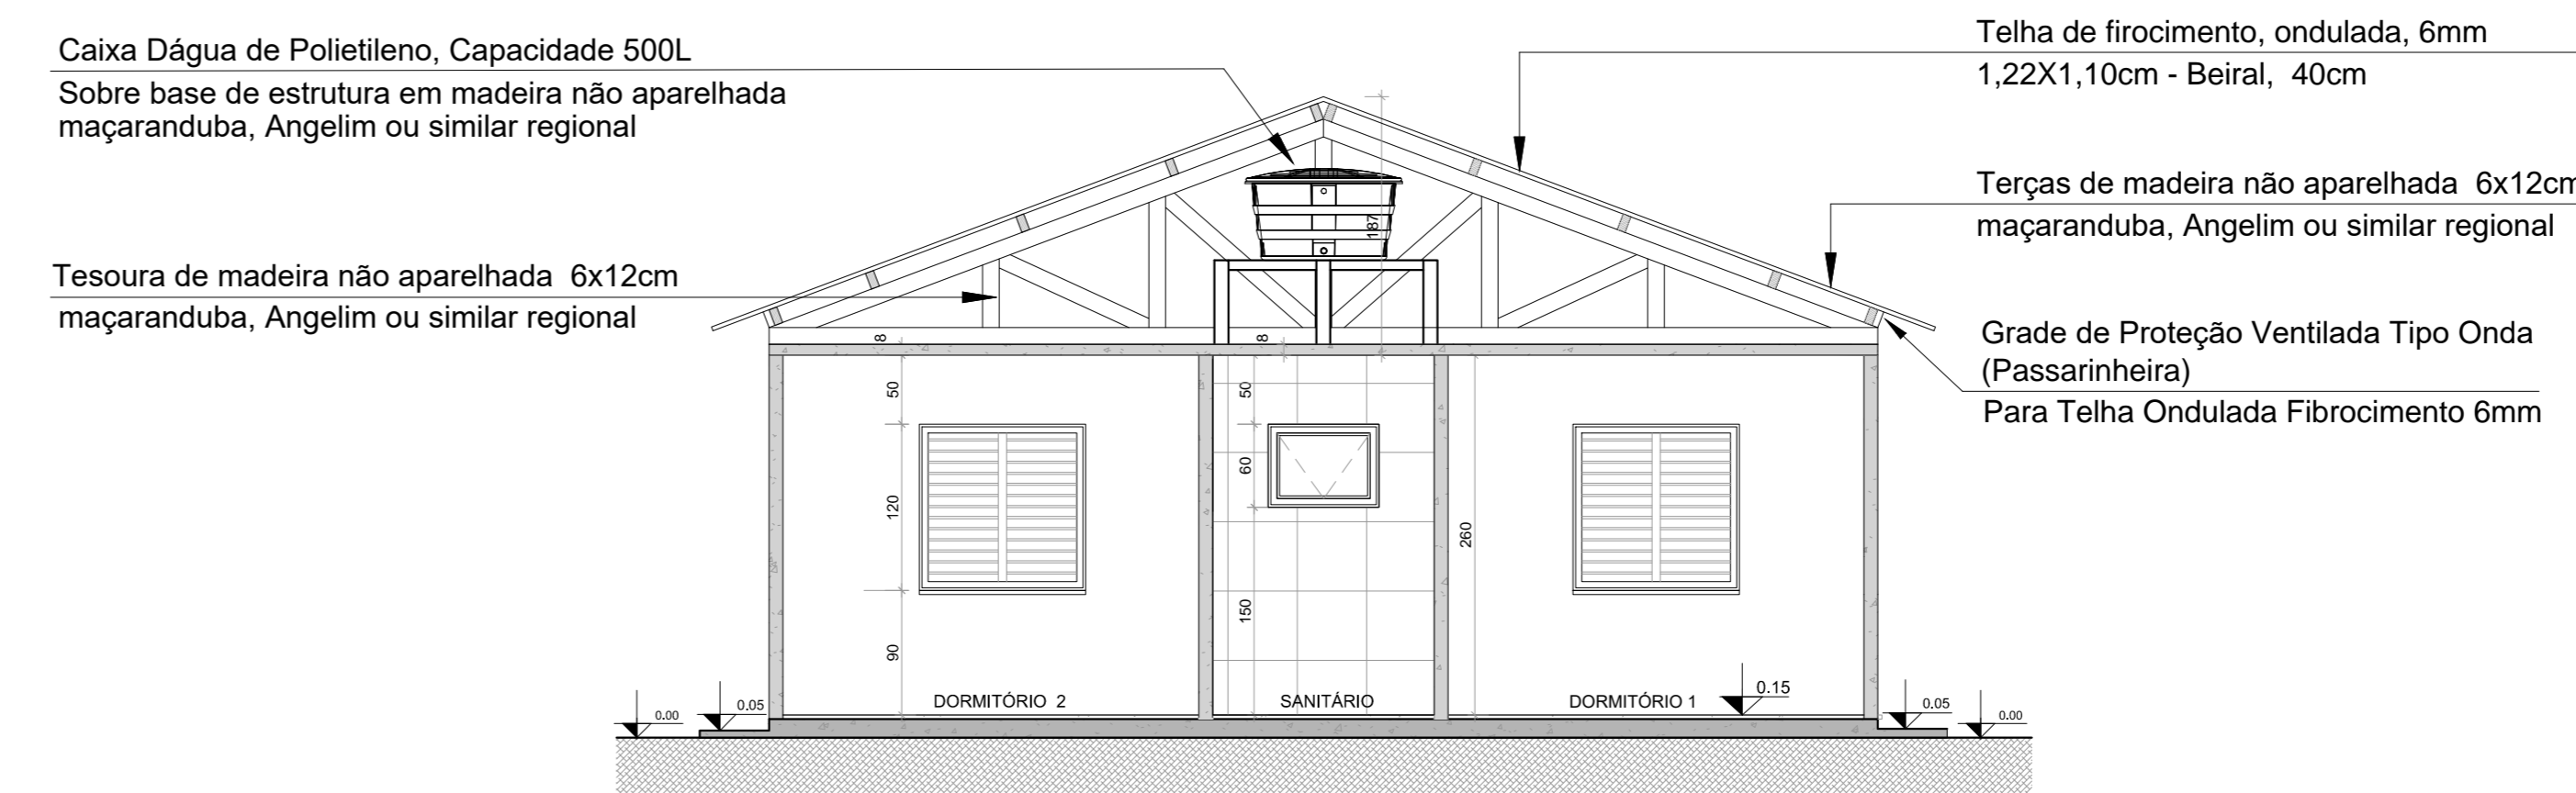 Caixa Dágua de Polietileno, Capacidade 500L
Sobre base de estrutura em madeira não aparelhada
maçaranduba, Angelim ou similar regional
Telha de firocimento, ondulada, 6mm
1,22X1,10cm - Beiral, 40cm
Terças de madeira não aparelhada 6x12cm
maçaranduba, Angelim ou similar regional
Tesoura de madeira não aparelhada 6x12cm
maçaranduba, Angelim ou similar regional
Grade de Proteção Ventilada Tipo Onda
(Passarinheira)
Para Telha Ondulada Fibrocimento 6mm
187
8
8
50
50
60
120
260
150
90
DORMITÓRIO 2
SANITÁRIO
DORMITÓRIO 1
0.15
0.00
0.05
0.05
0.00